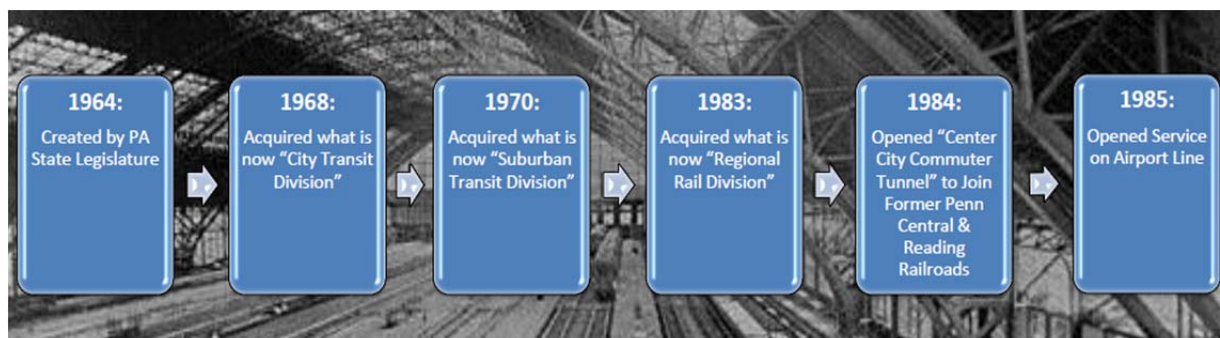 1964:
Created by PA
State Legislature
1968:
Acquired what is
now “City Transit
Division”
1970:
Acquired what is
now “Suburban
Transit Division”
1983:
Acquired what is
now “Regional
Rail Division”
1984:
Opened “Center
City Commuter
Tunnel” to Join
Former Penn
Central &
Reading
Railroads
1985:
Opened Service
on Airport Line